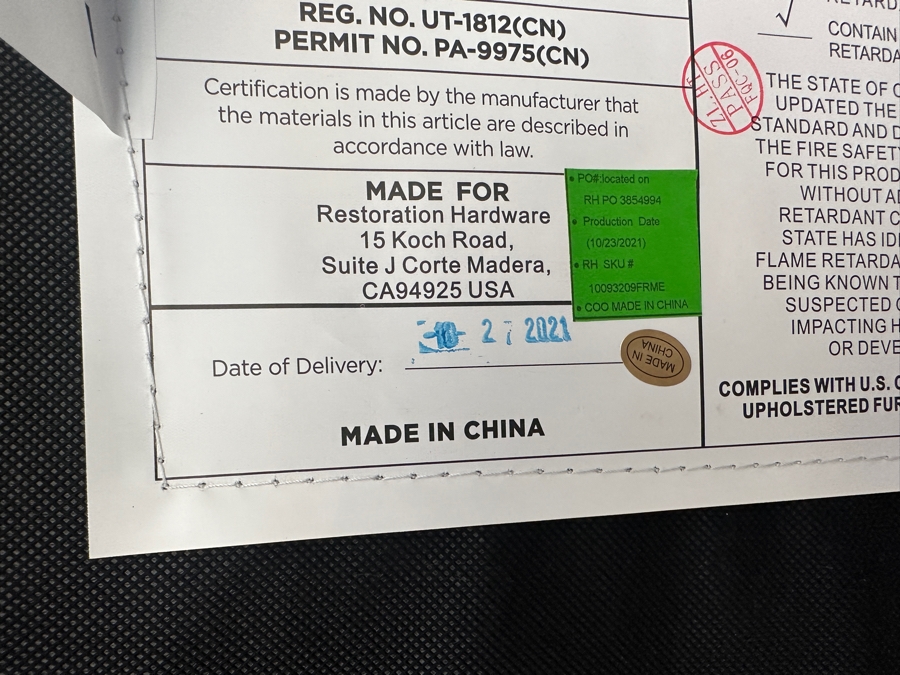 REG. NO. UT-1812(CN)
PERMIT NO. PA-9975(CN)
Certification is made by the manufacturer that
the materials in this article are described in
accordance with law.
MADE FOR
Restoration Hardware
15 Koch Road,
Suite J Corte Madera,
CA94925 USA
• PO#:located on
RH PO 3854994
• Production Date
(10/23/2021)
• RH SKU#
10093209FRME
• COO MADE IN CHINA
Date of Delivery:
27 2021
MADE IN
CHINA
MADE IN CHINA
PASS
FQC-06
CONTAIN
RETARDA
THE STATE OF C
UPDATED THE
STANDARD AND D
THE FIRE SAFETY
FOR THIS PROD
WITHOUT AD
RETARDANT C
STATE HAS IDE
FLAME RETARDA
BEING KNOWN T
SUSPECTED O
IMPACTING H
OR DEVE
COMPLIES WITH U.S. C
UPHOLSTERED FUR